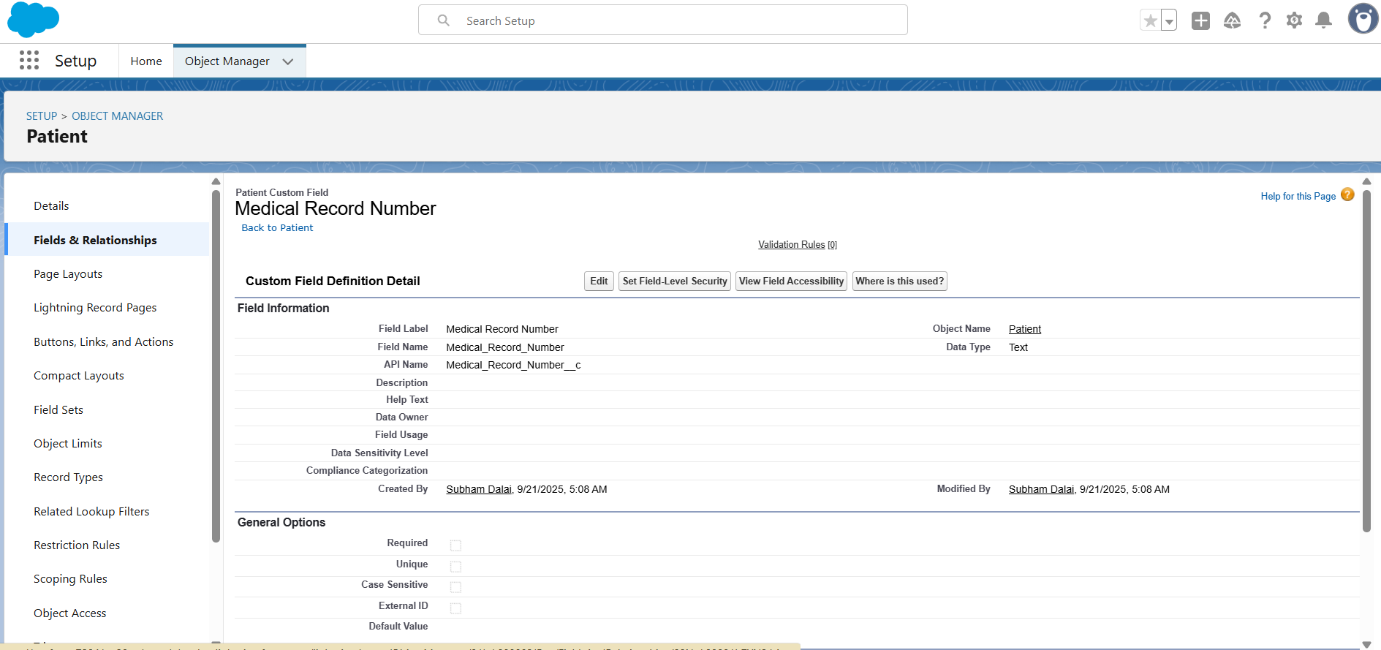 Search Setup
Setup
Home
Object Manager
SETUP > OBJECT MANAGER
Patient
Details
Fields & Relationships
Page Layouts
Lightning Record Pages
Buttons, Links, and Actions
Compact Layouts
Field Sets
Object Limits
Record Types
Related Lookup Filters
Restriction Rules
Scoping Rules
Object Access
Patient Custom Field
Medical Record Number
Back to Patient
Help for this Page ?
Validation Rules [0]
Custom Field Definition Detail
Edit
Set Field-Level Security
View Field Accessibility
Where is this used?
Field Information
Field Label Medical Record Number Object Name Patient
Field Name Medical_Record_Number Data Type Text
API Name Medical_Record_Number__c
Description
Help Text
Data Owner
Field Usage
Data Sensitivity Level
Compliance Categorization
Created By Subham Dalai, 9/21/2025, 5:08 AM Modified By Subham Dalai, 9/21/2025, 5:08 AM
General Options
Required
Unique
Case Sensitive
External ID
Default Value